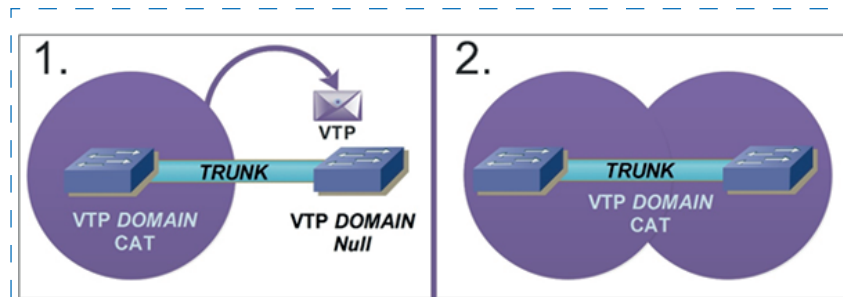 1.
VTP
TRUNK
VTP DOMAIN
CAT
VTP DOMAIN
Null
2.
TRUNK
VTP DOMAIN
CAT